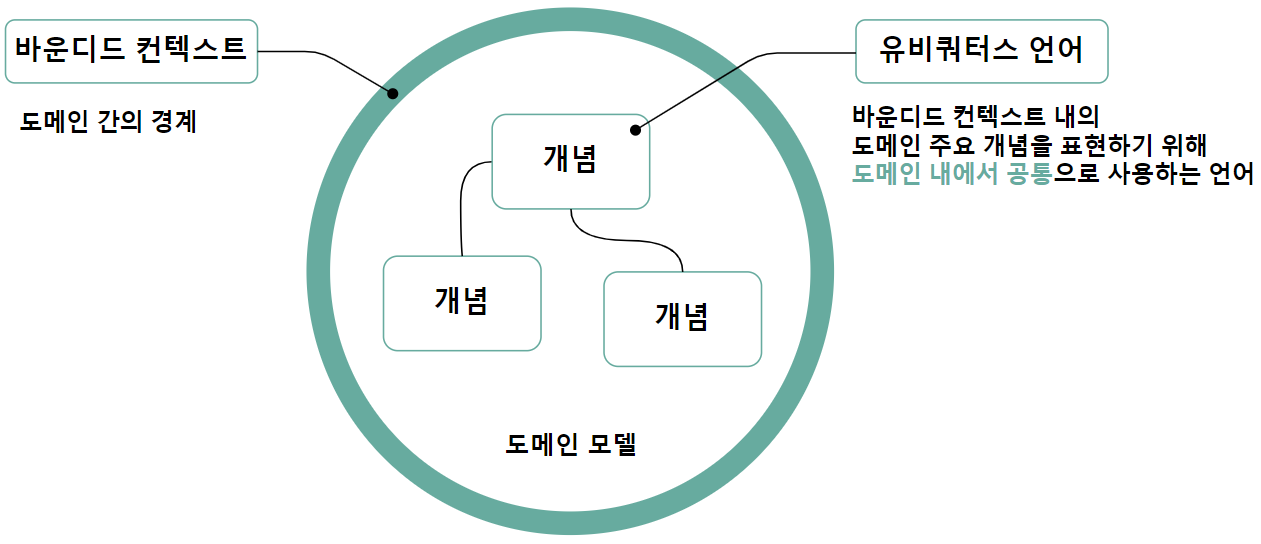 바운디드 컨텍스트
도메인 간의 경계
유비쿼터스 언어
바운디드 컨텍스트 내의
도메인 주요 개념을 표현하기 위해
도메인 내에서 공통으로 사용하는 언어
개념
개념
개념
도메인 모델